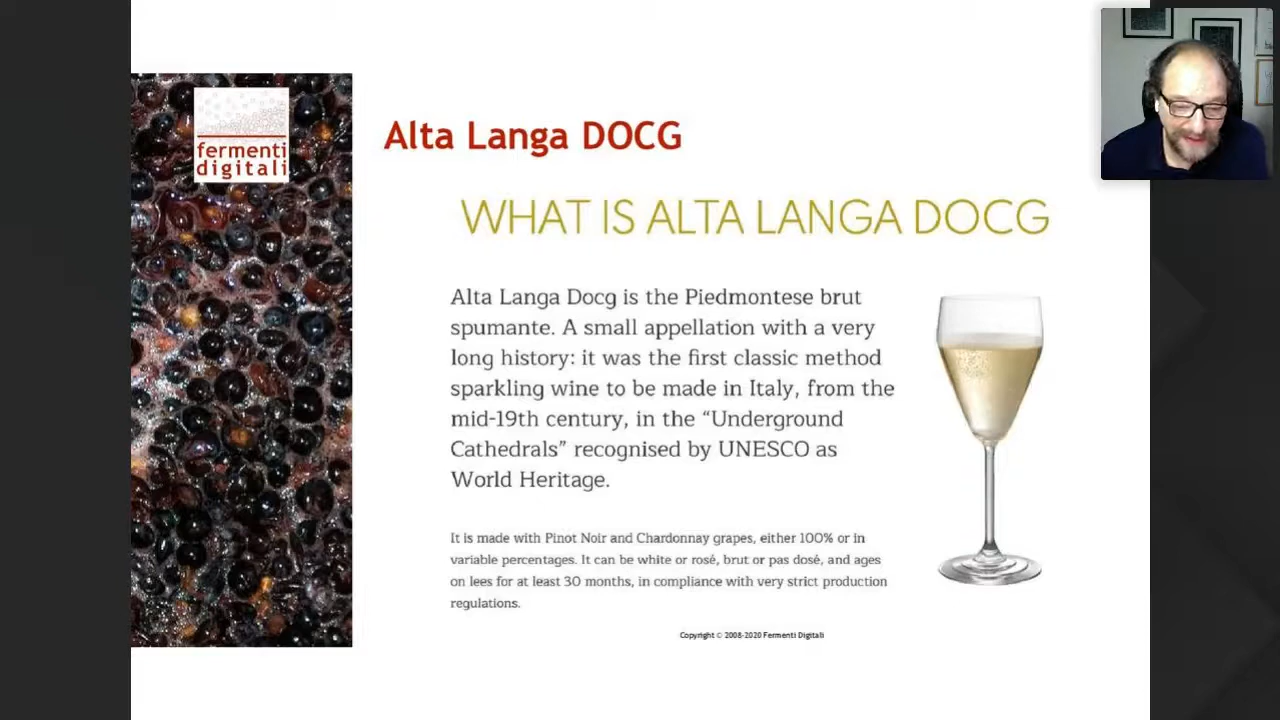 fermenti
digitali
Alta Langa DOCG
WHAT IS ALTA LANGA DOCG
Alta Langa Docg is the Piedmontese brut
spumante. A small appellation with a very
long history: it was the first classic method
sparkling wine to be made in Italy, from the
mid-19th century, in the “Underground
Cathedrals” recognised by UNESCO as
World Heritage.
It is made with Pinot Noir and Chardonnay grapes, either 100% or in
variable percentages. It can be white or rosé, brut or pas dosé, and ages
on lees for at least 30 months, in compliance with very strict production
regulations.
Copyright © 2008-2020 Fermenti Digitali